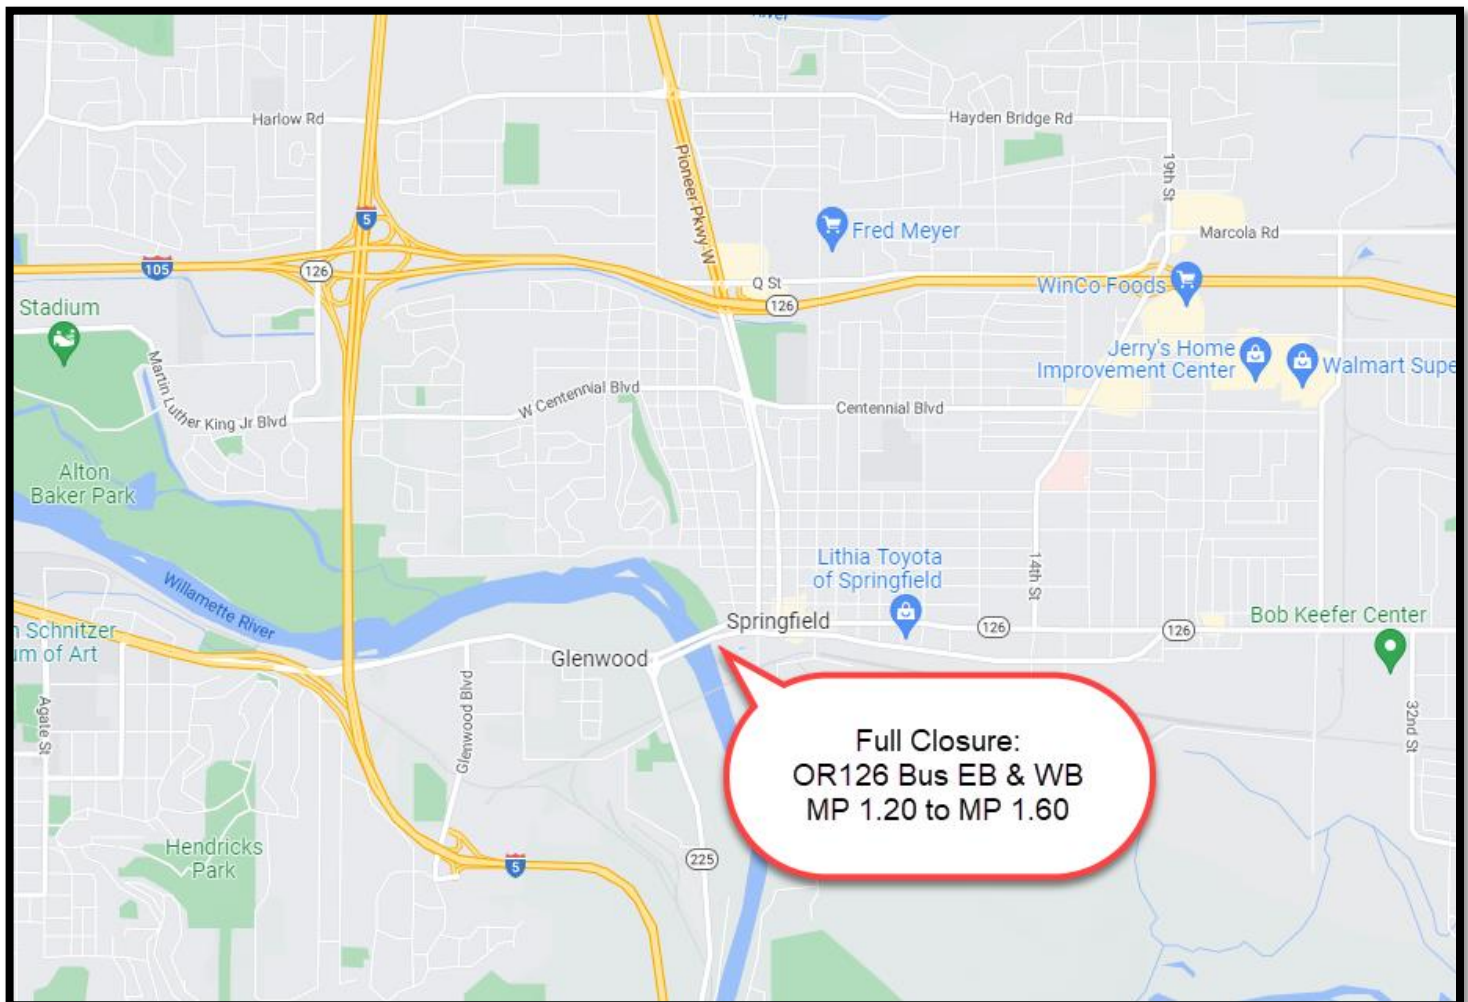 River
Harlow Rd
Hayden Bridge Rd
Pioneer Pkwy W
19th St
5
Fred Meyer
Marcola Rd
105
126
Q St
126
WinCo Foods
Stadium
Jerry's Home
Improvement Center
Walmart Supe
Martin Luther King Jr Blvd
W Centennial Blvd
Centennial Blvd
Alton
Baker Park
Lithia Toyota
of Springfield
14th St
Willamette River
Springfield
126
126
Bob Keefer Center
n Schnitzer
um of Art
Glenwood
Agate St
Glenwood Blvd
32nd St
Full Closure:
OR126 Bus EB & WB
MP 1.20 to MP 1.60
Hendricks
Park
5
225